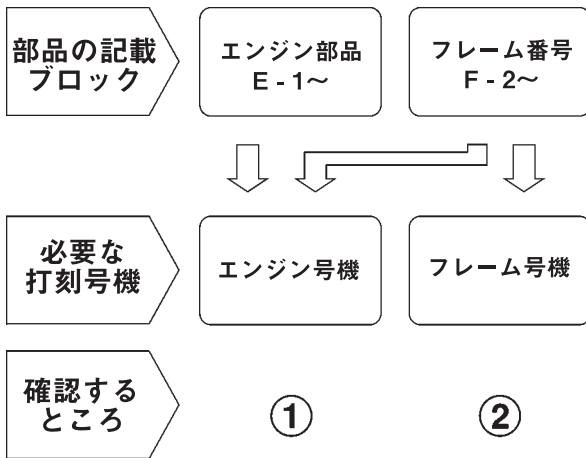 部品の記載
ブロック
エンジン部品
E - 1〜
フレーム番号
F - 2〜
必要な
打刻号機
エンジン号機
フレーム号機
確認する
ところ
①
②